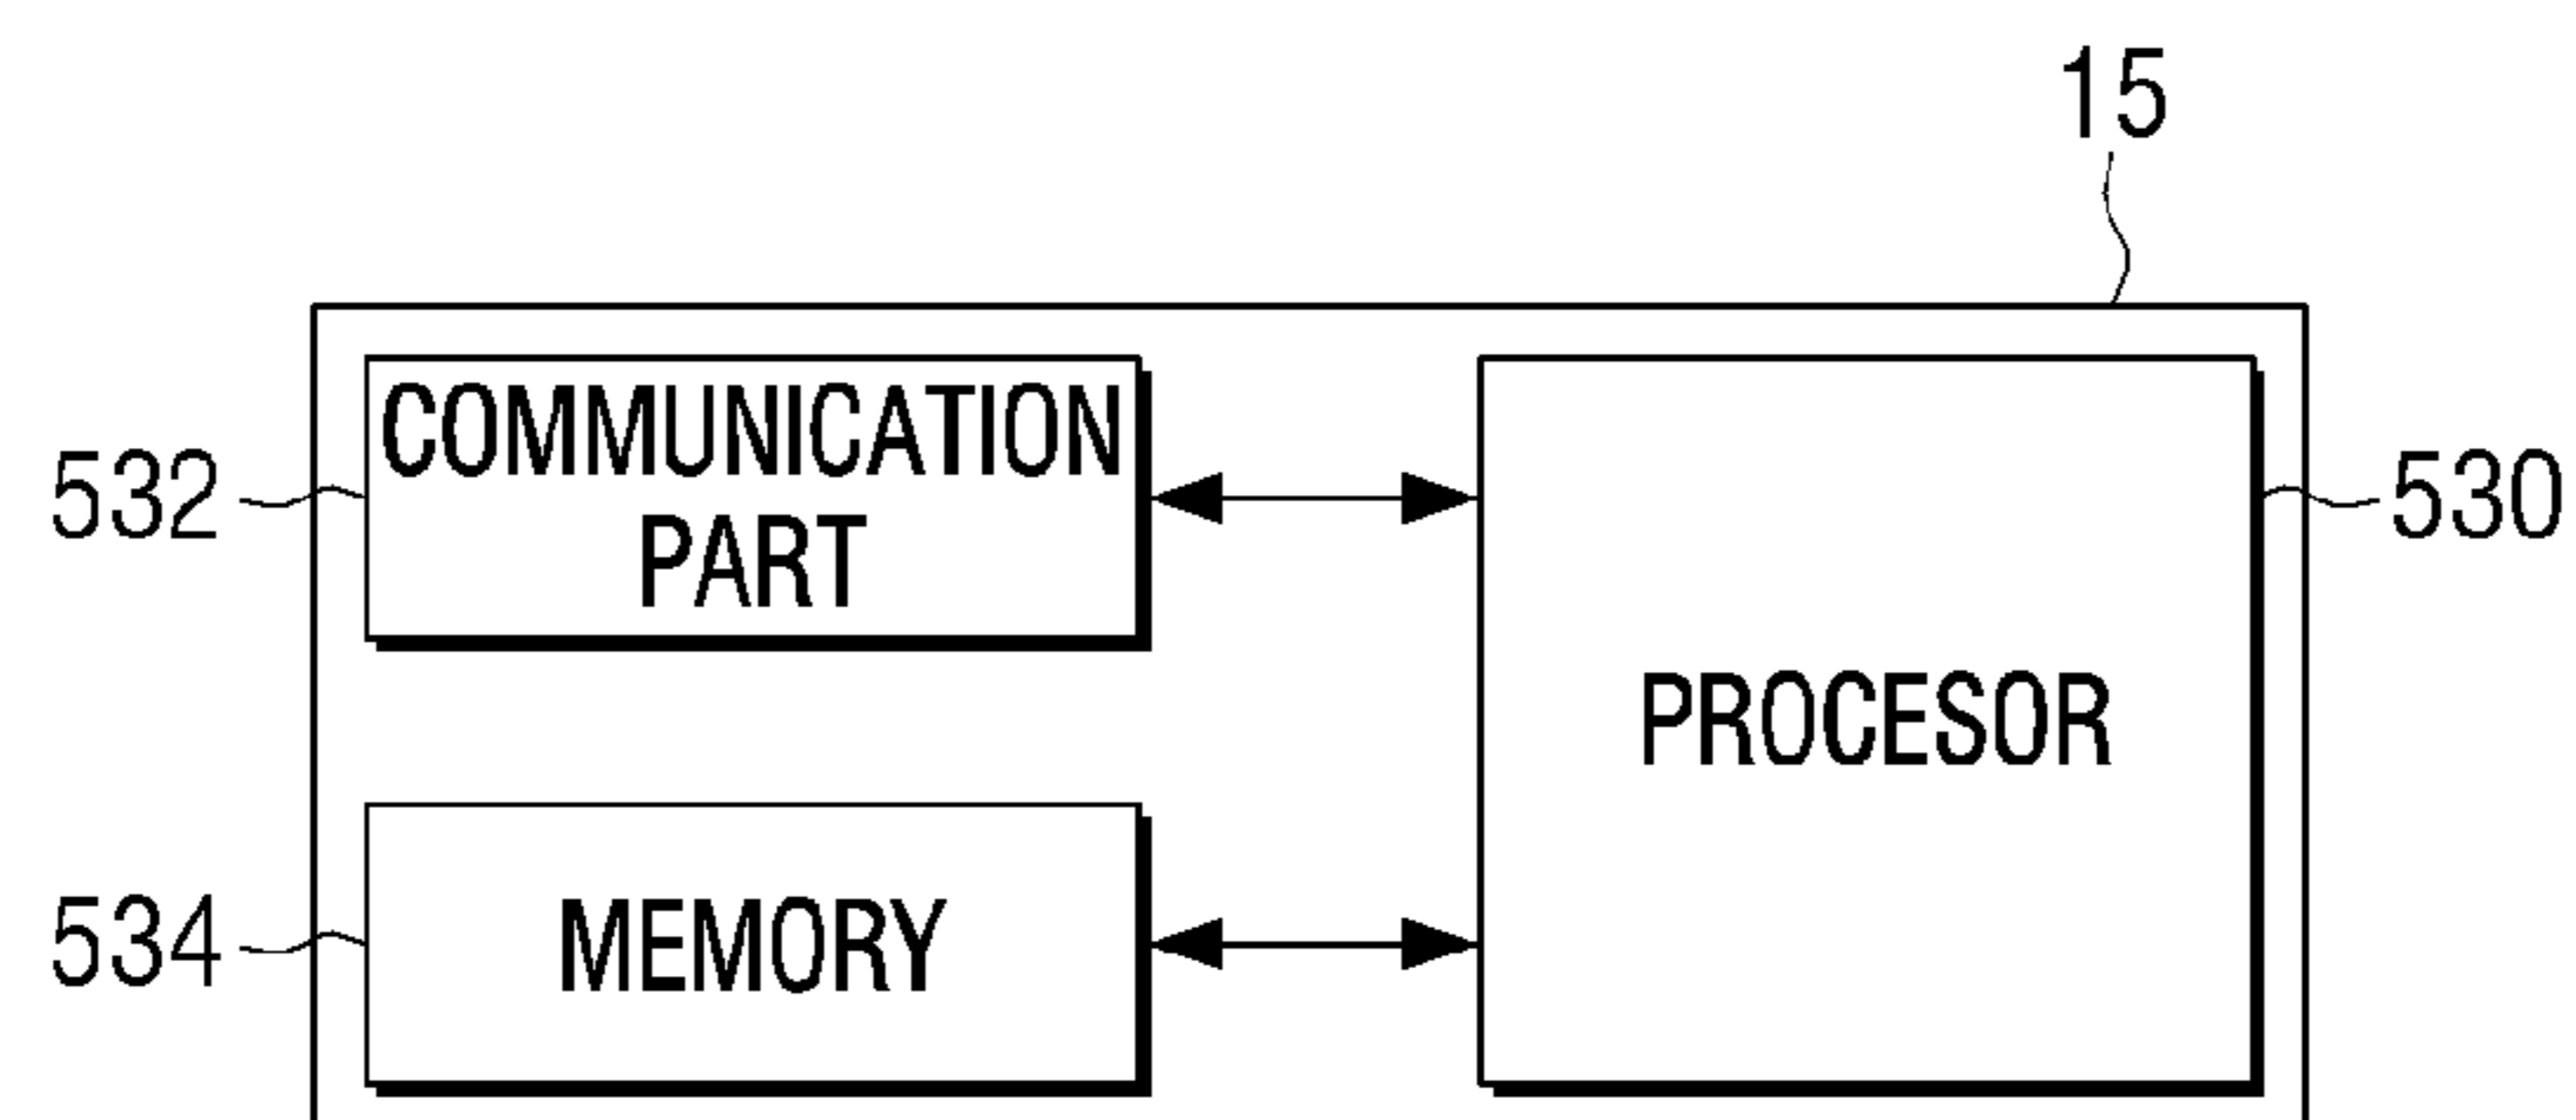 15
COMMUNICATION
PART
532
530
PROCESOR
534
MEMORY